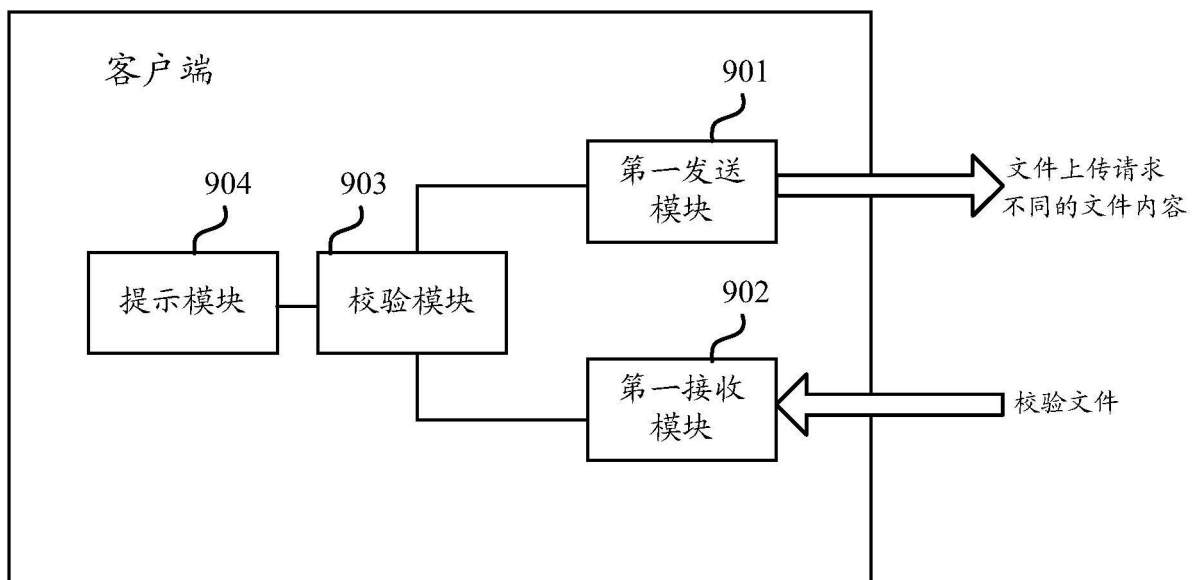 客户端
901
第一发送
模块
文件上传请求
不同的文件内容
904
903
提示模块
校验模块
902
第一接收
模块
校验文件